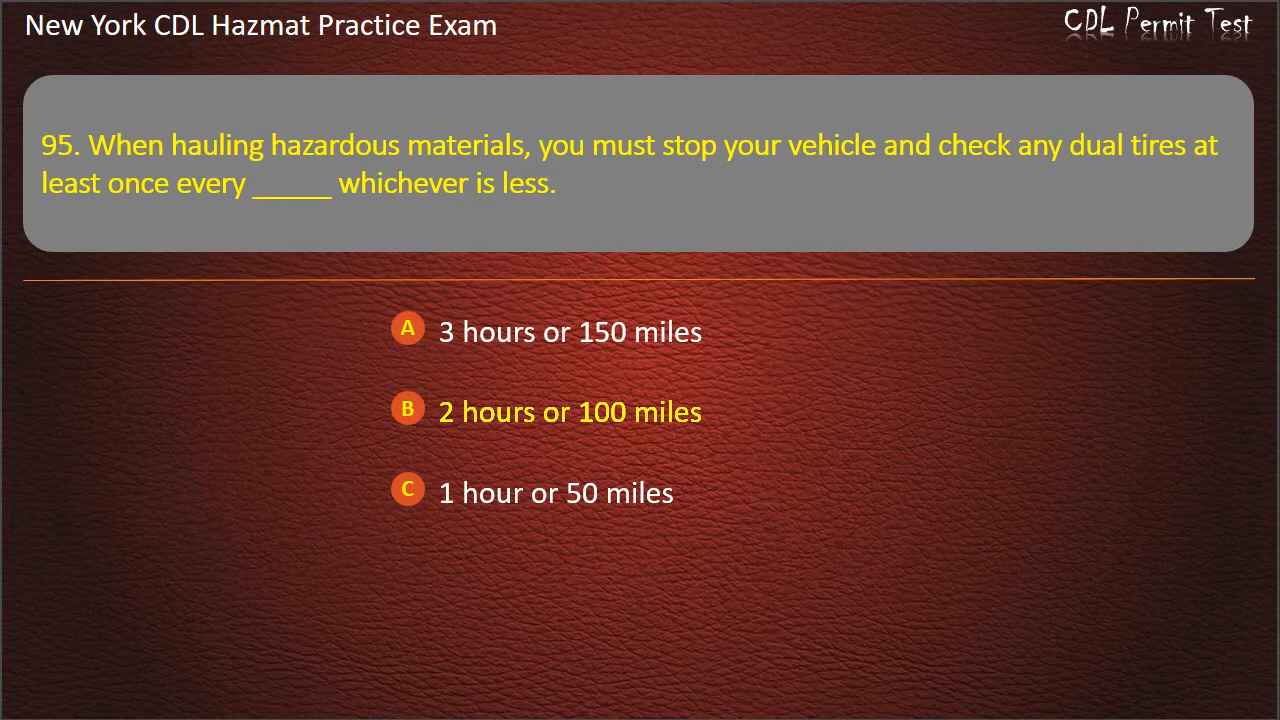 New York CDL Hazmat Practice Exam
CDL Permit Test
95. When hauling hazardous materials, you must stop your vehicle and check any dual tires at
least once every _____ whichever is less.
A 3 hours or 150 miles
B 2 hours or 100 miles
C 1 hour or 50 miles